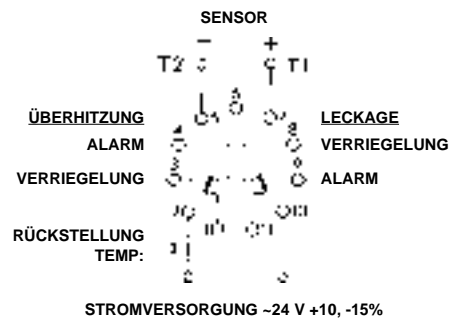 SENSOR
− +
T2 T1
ÜBERHITZUNG LECKAGE
ALARM VERRIEGELUNG
VERRIEGELUNG ALARM
RÜCKSTELLUNG
TEMP:
STROMVERSORGUNG ~24 V +10, -15%